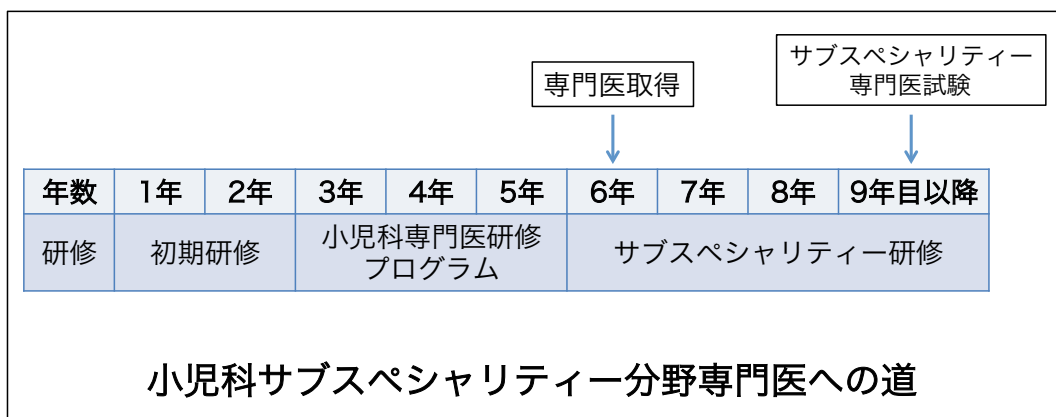 サブスペシャリティー
専門医試験
専門医取得
年数 1年 2年 3年 4年 5年 6年 7年 8年 9年目以降
研修 初期研修 小児科専門医研修 サブスペシャリティー研修
プログラム
小児科サブスペシャリティー分野専門医への道